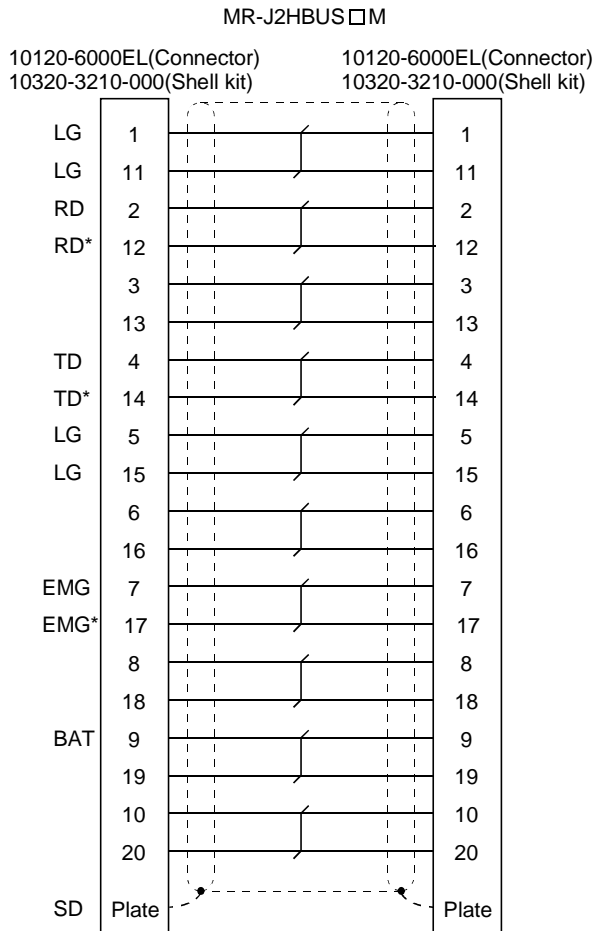 MR-J2HBUS□M
10120-6000EL(Connector) 10120-6000EL(Connector)
10320-3210-000(Shell kit) 10320-3210-000(Shell kit)
LG 1 1
LG 11 11
RD 2 2
RD* 12 12
3 3
13 13
TD 4 4
TD* 14 14
LG 5 5
LG 15 15
6 6
16 16
EMG 7 7
EMG* 17 17
8 8
18 18
BAT 9 9
19 19
10 10
20 20
SD Plate Plate